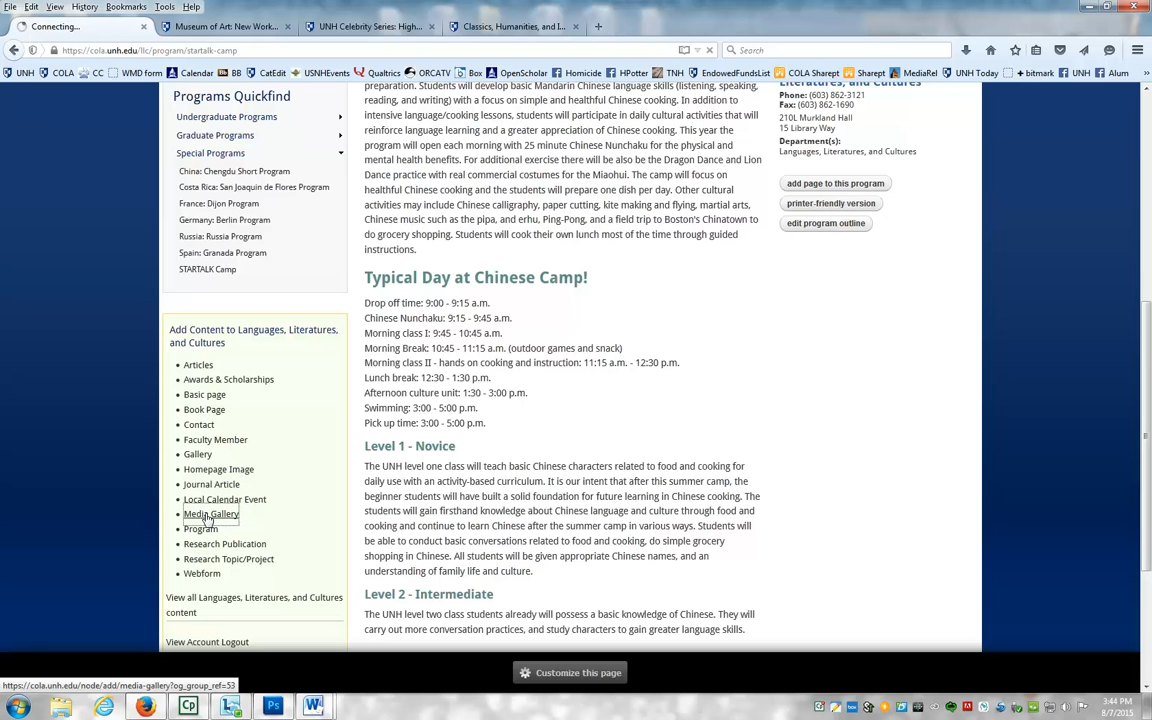 File Edit View History Bookmarks Tools Help
Connecting... Museum of Art: New Work... UNH Celebrity Series: High... Classics, Humanities, and I...
https://cola.unh.edu/llc/program/startalk-camp Search
UNH COLA CC WMD form Calendar BB CatEdit USNHEvents Qualtrics ORCATV Box OpenScholar Homicide HPotter TNH EndowedFundsList COLA Sharept Sharept MediaRel UNH Today + bitmark UNH Alum
Programs Quickfind
Undergraduate Programs
Graduate Programs
Special Programs
China: Chengdu Short Program
Costa Rica: San Joaquin de Flores Program
France: Dijon Program
Germany: Berlin Program
Russia: Russia Program
Spain: Granada Program
STARTALK Camp
Add Content to Languages, Literatures,
and Cultures
Articles
Awards & Scholarships
Basic page
Book Page
Contact
Faculty Member
Gallery
Homepage Image
Journal Article
Local Calendar Event
Media Gallery
Program
Research Publication
Research Topic/Project
Webform
View all Languages, Literatures, and Cultures
content
View Account Logout
preparation. Students will develop basic Mandarin Chinese language skills (listening, speaking,
reading, and writing) with a focus on simple and healthful Chinese cooking. In addition to
intensive language/cooking lessons, students will participate in daily cultural activities that will
reinforce language learning and a greater appreciation of Chinese cooking. This year the
program will open each morning with 25 minute Chinese Nunchaku for the physical and
mental health benefits. For additional exercise there will be also be the Dragon Dance and Lion
Dance practice with real commercial costumes for the Miaohui. The camp will focus on
healthful Chinese cooking and the students will prepare one dish per day. Other cultural
activities may include Chinese calligraphy, paper cutting, kite making and flying, martial arts,
Chinese music such as the pipa, and erhu, Ping-Pong, and a field trip to Boston's Chinatown to
do grocery shopping. Students will cook their own lunch most of the time through guided
instructions.
Typical Day at Chinese Camp!
Drop off time: 9:00 - 9:15 a.m.
Chinese Nunchaku: 9:15 - 9:45 a.m.
Morning class I: 9:45 - 10:45 a.m.
Morning Break: 10:45 - 11:15 a.m. (outdoor games and snack)
Morning class II - hands on cooking and instruction: 11:15 a.m. - 12:30 p.m.
Lunch break: 12:30 - 1:30 p.m.
Afternoon culture unit: 1:30 - 3:00 p.m.
Swimming: 3:00 - 5:00 p.m.
Pick up time: 3:00 - 5:00 p.m.
Level 1 - Novice
The UNH level one class will teach basic Chinese characters related to food and cooking for
daily use with an activity-based curriculum. It is our intent that after this summer camp, the
beginner students will have built a solid foundation for future learning in Chinese cooking. The
students will gain firsthand knowledge about Chinese language and culture through food and
cooking and continue to learn Chinese after the summer camp in various ways. Students will
be able to conduct basic conversations related to food and cooking, do simple grocery
shopping in Chinese. All students will be given appropriate Chinese names, and an
understanding of family life and culture.
Level 2 - Intermediate
The UNH level two class students already will possess a basic knowledge of Chinese. They will
carry out more conversation practices, and study characters to gain greater language skills.
Literatures, and Cultures
Phone: (603) 862-3121
Fax: (603) 862-1690
210L Murkland Hall
15 Library Way
Department(s):
Languages, Literatures, and Cultures
add page to this program
printer-friendly version
edit program outline
Customize this page
https://cola.unh.edu/node/add/media-gallery?og_group_ref=53
Cp Ps W
3:44 PM
8/7/2015